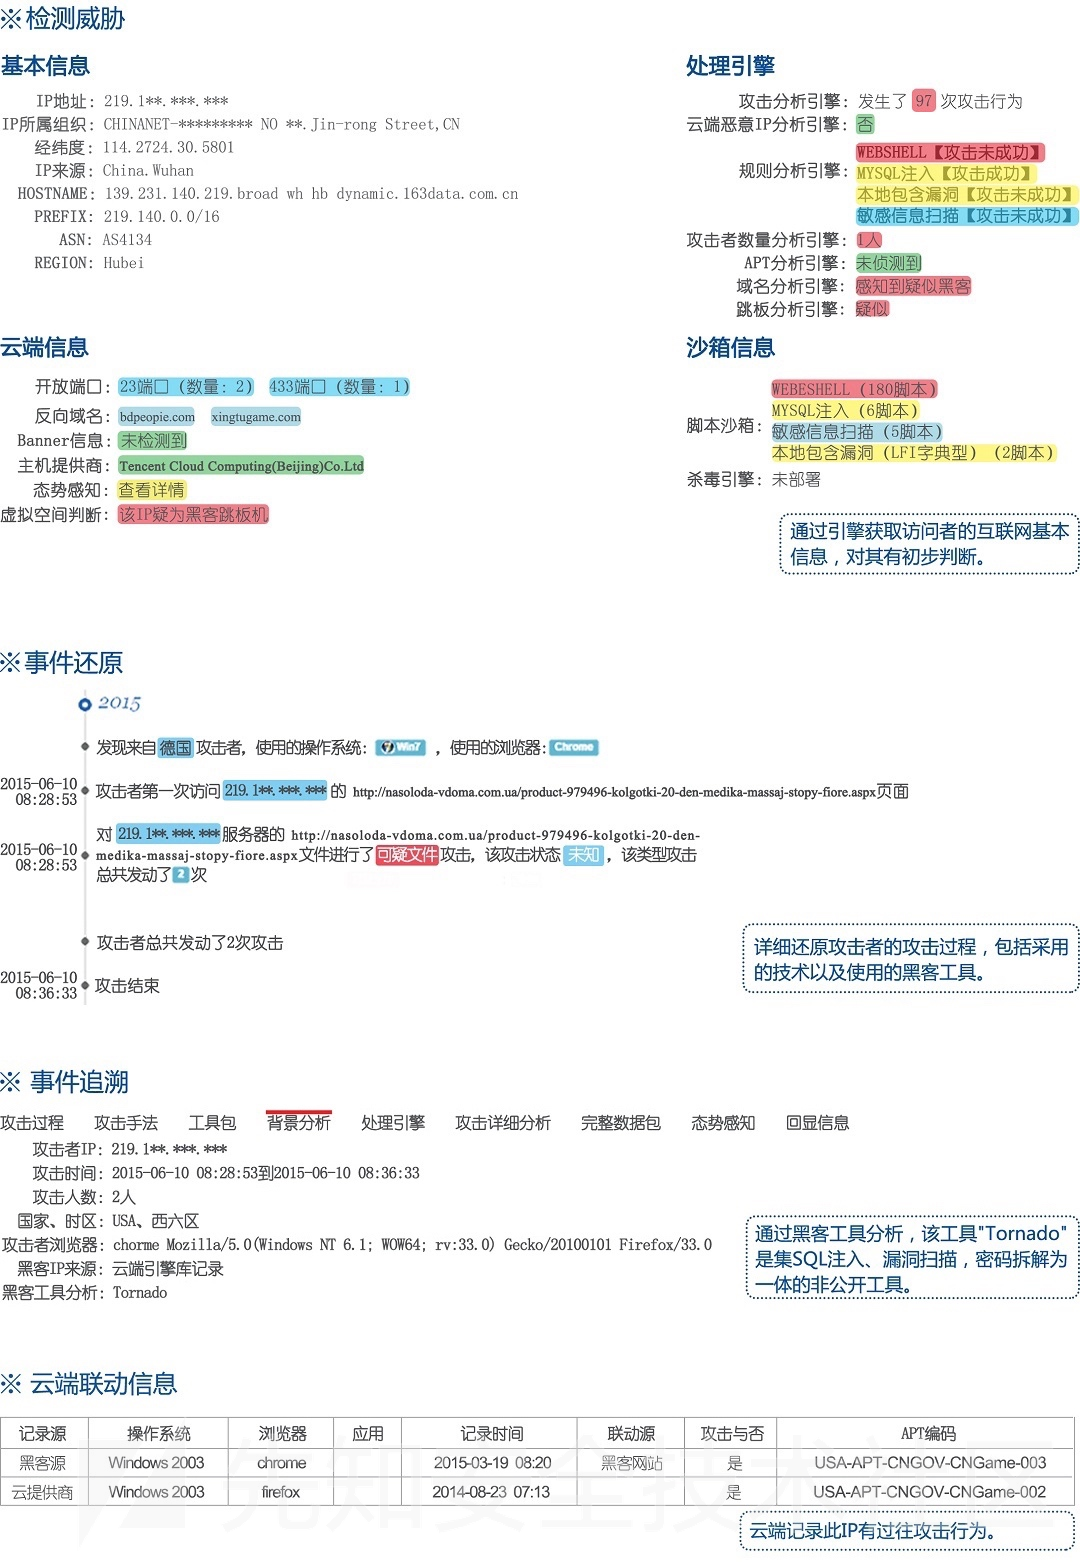 ※检测威胁
基本信息
IP地址: 219.1**.***.***
IP所属组织: CHINANET-********* NO **.Jin-rong Street,CN
经纬度: 114.2724.30.5801
IP来源: China.Wuhan
HOSTNAME: 139.231.140.219.broad wh hb dynamic.163data.com.cn
PREFIX: 219.140.0.0/16
ASN: AS4134
REGION: Hubei
处理引擎
攻击分析引擎: 发生了 97 次攻击行为
云端恶意IP分析引擎: 否
规则分析引擎:
WEBSHELL【攻击未成功】
MYSQL注入【攻击成功】
本地包含漏洞【攻击未成功】
敏感信息扫描【攻击未成功】
攻击者数量分析引擎: 1人
APT分析引擎: 未侦测到
域名分析引擎: 感知到疑似黑客
跳板分析引擎: 疑似
云端信息
开放端口: 23端口（数量: 2） 433端口（数量: 1）
反向域名: bdpeopie.com xingtugame.com
Banner信息: 未检测到
主机提供商: Tencent Cloud Computing(Beijing)Co.Ltd
态势感知: 查看详情
虚拟空间判断: 该IP疑为黑客跳板机
沙箱信息
脚本沙箱:
WEBESHELL（180脚本）
MYSQL注入（6脚本）
敏感信息扫描（5脚本）
本地包含漏洞（LFI字典型）（2脚本）
杀毒引擎: 未部署
通过引擎获取访问者的互联网基本
信息，对其有初步判断。
※事件还原
2015
发现来自 德国 攻击者, 使用的操作系统: Win7 , 使用的浏览器: Chrome
2015-06-10
08:28:53
攻击者第一次访问 219.1**.***.*** 的 http://nasoloda-vdoma.com.ua/product-979496-kolgotki-20-den-medika-massaj-stopy-fiore.aspx页面
2015-06-10
08:28:53
对 219.1**.***.*** 服务器的 http://nasoloda-vdoma.com.ua/product-979496-kolgotki-20-den-
medika-massaj-stopy-fiore.aspx 文件进行了 可疑文件 攻击, 该攻击状态 未知 , 该类型攻击
总共发动了 2 次
攻击者总共发动了2次攻击
2015-06-10
08:36:33
攻击结束
详细还原攻击者的攻击过程，包括采用
的技术以及使用的黑客工具。
※ 事件追溯
攻击过程 攻击手法 工具包 背景分析 处理引擎 攻击详细分析 完整数据包 态势感知 回显信息
攻击者IP: 219.1**.***.***
攻击时间: 2015-06-10 08:28:53到2015-06-10 08:36:33
攻击人数: 2人
国家、时区: USA、西六区
攻击者浏览器: chorme Mozilla/5.0(Windows NT 6.1; WOW64; rv:33.0) Gecko/20100101 Firefox/33.0
黑客IP来源: 云端引擎库记录
黑客工具分析: Tornado
通过黑客工具分析，该工具"Tornado"
是集SQL注入、漏洞扫描，密码拆解为
一体的非公开工具。
※ 云端联动信息
记录源 操作系统 浏览器 应用 记录时间 联动源 攻击与否 APT编码
黑客源 Windows 2003 chrome 2015-03-19 08:20 黑客网站 是 USA-APT-CNGOV-CNGame-003
云提供商 Windows 2003 firefox 2014-08-23 07:13 是 USA-APT-CNGOV-CNGame-002
云端记录此IP有过往攻击行为。
先知安全技术社区